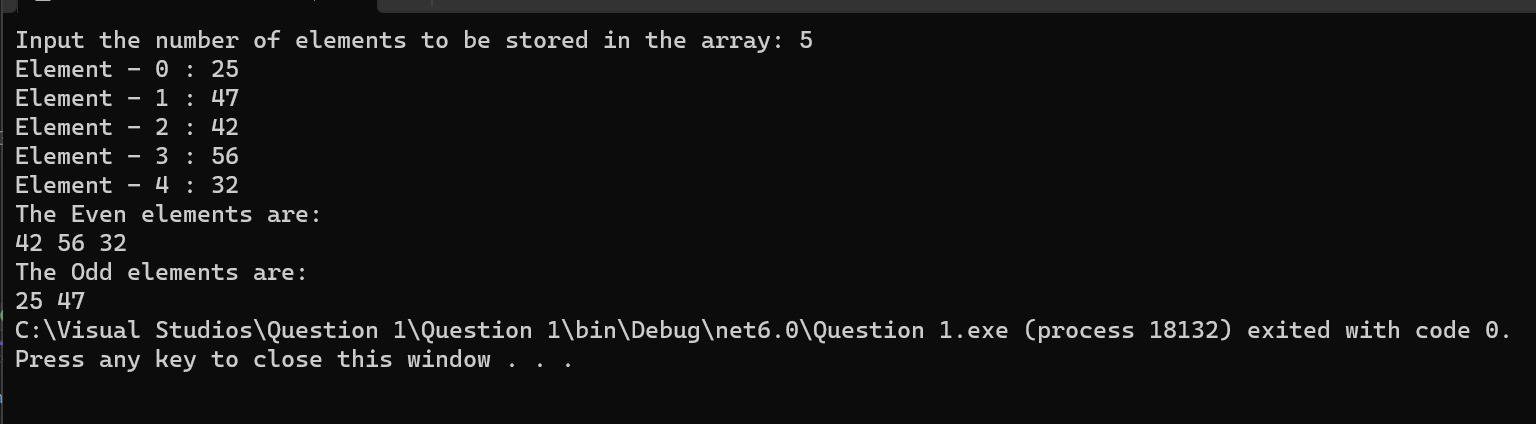 Input the number of elements to be stored in the array: 5
Element - 0 : 25
Element - 1 : 47
Element - 2 : 42
Element - 3 : 56
Element - 4 : 32
The Even elements are:
42 56 32
The Odd elements are:
25 47
C:\Visual Studios\Question 1\Question 1\bin\Debug\net6.0\Question 1.exe (process 18132) exited with code 0.
Press any key to close this window . . .